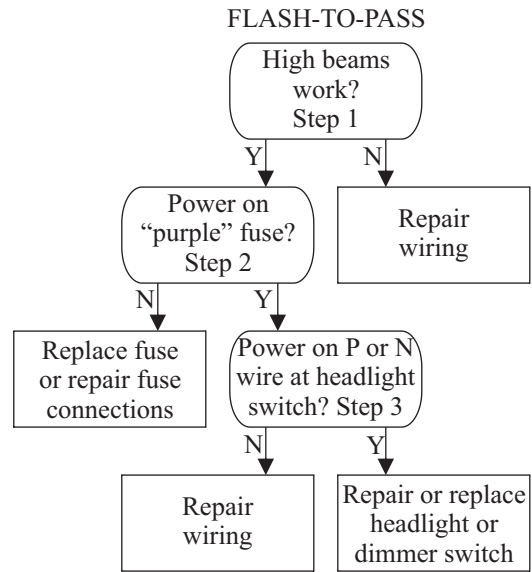 FLASH-TO-PASS
High beams
work?
Step 1
Y
N
Power on
“purple” fuse?
Step 2
Repair
wiring
N
Y
Replace fuse
or repair fuse
connections
Power on P or N
wire at headlight
switch? Step 3
N
Y
Repair
wiring
Repair or replace
headlight or
dimmer switch